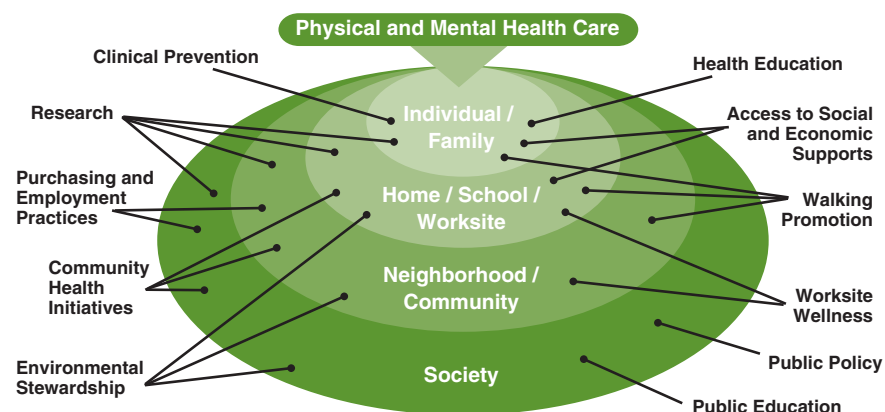 Physical and Mental Health Care
Clinical Prevention
Health Education
Research
Individual /
Family
Access to Social
and Economic
Supports
Purchasing and
Employment
Practices
Home / School /
Worksite
Walking
Promotion
Community
Health
Initiatives
Neighborhood /
Community
Worksite
Wellness
Environmental
Stewardship
Society
Public Policy
Public Education